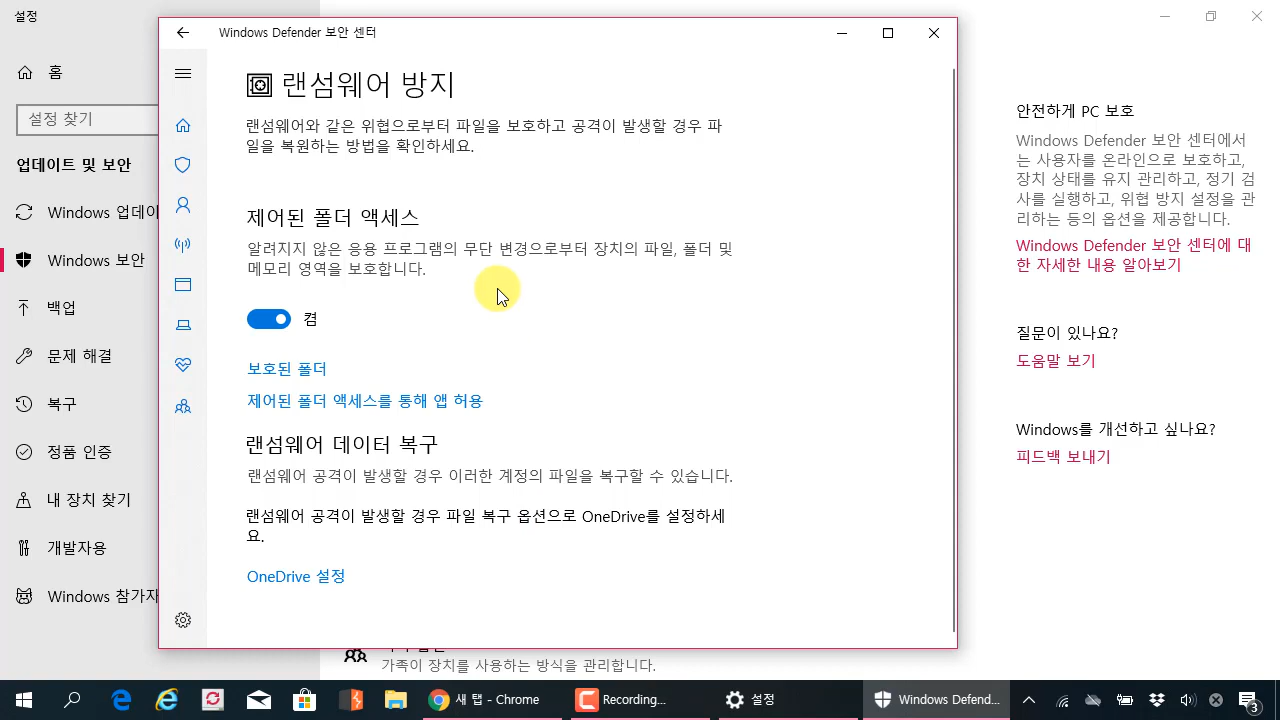 설정
홈
설정 찾기
업데이트 및 보안
Windows 업데이
Windows 보안
백업
문제 해결
복구
정품 인증
내 장치 찾기
개발자용
Windows 참가자
Windows Defender 보안 센터
랜섬웨어 방지
랜섬웨어와 같은 위협으로부터 파일을 보호하고 공격이 발생할 경우 파
일을 복원하는 방법을 확인하세요.
제어된 폴더 액세스
알려지지 않은 응용 프로그램의 무단 변경으로부터 장치의 파일, 폴더 및
메모리 영역을 보호합니다.
켬
보호된 폴더
제어된 폴더 액세스를 통해 앱 허용
랜섬웨어 데이터 복구
랜섬웨어 공격이 발생할 경우 이러한 계정의 파일을 복구할 수 있습니다.
랜섬웨어 공격이 발생할 경우 파일 복구 옵션으로 OneDrive를 설정하세
요.
OneDrive 설정
가족이 장치를 사용하는 방식을 관리합니다.
안전하게 PC 보호
Windows Defender 보안 센터에서
는 사용자를 온라인으로 보호하고,
장치 상태를 유지 관리하고, 정기 검
사를 실행하고, 위협 방지 설정을 관
리하는 등의 옵션을 제공합니다.
Windows Defender 보안 센터에 대
한 자세한 내용 알아보기
질문이 있나요?
도움말 보기
Windows를 개선하고 싶나요?
피드백 보내기
새 탭 - Chrome
Recording...
설정
Windows Defend...
3